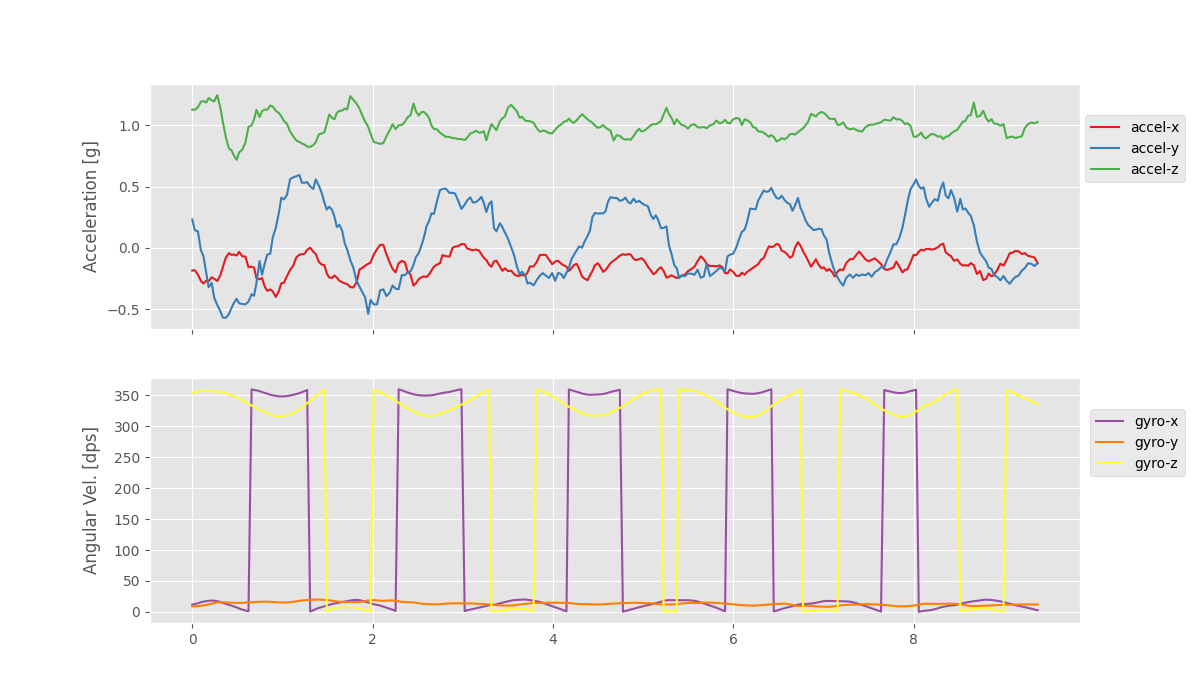 Acceleration [g]
1.0
0.5
0.0
−0.5
accel-x
accel-y
accel-z
Angular Vel. [dps]
350
300
250
200
150
100
50
0
0 2 4 6 8
gyro-x
gyro-y
gyro-z